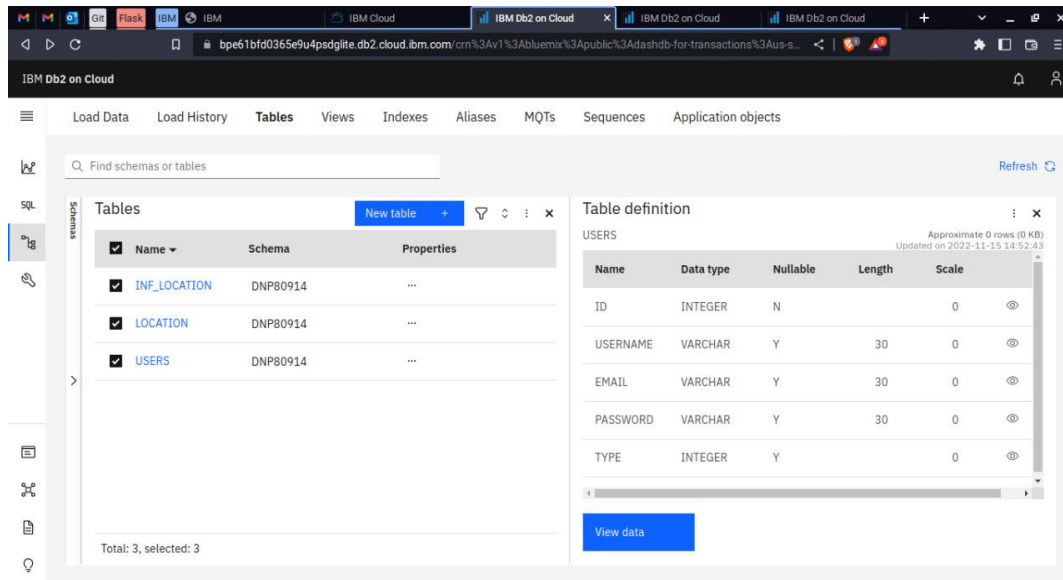 Git Flask IBM IBM IBM Cloud IBM Db2 on Cloud IBM Db2 on Cloud IBM Db2 on Cloud
bpe61bfd0365e9u4psdglite.db2.cloud.ibm.com/crn%3Av1%3Abluemix%3Apublic%3Adashdb-for-transactions%3Aus-s...
IBM Db2 on Cloud
Load Data Load History Tables Views Indexes Aliases MQTs Sequences Application objects
Find schemas or tables
Refresh
SQL
Schemas
Tables
New table +
Name Schema Properties
INF_LOCATION DNP80914 ...
LOCATION DNP80914 ...
USERS DNP80914 ...
Total: 3, selected: 3
Table definition
USERS
Approximate 0 rows (0 KB)
Updated on 2022-11-15 14:52:43
Name Data type Nullable Length Scale
ID INTEGER N 0
USERNAME VARCHAR Y 30 0
EMAIL VARCHAR Y 30 0
PASSWORD VARCHAR Y 30 0
TYPE INTEGER Y 0
View data